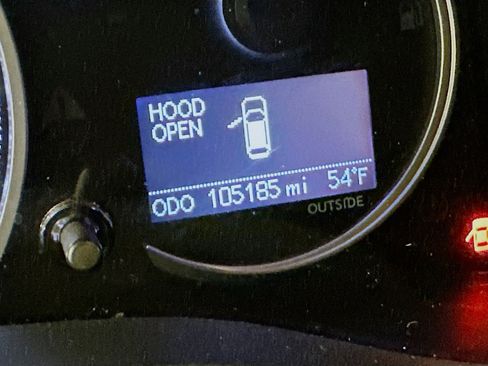 HOOD
OPEN
ODO 105185 mi 54°F
OUTSIDE